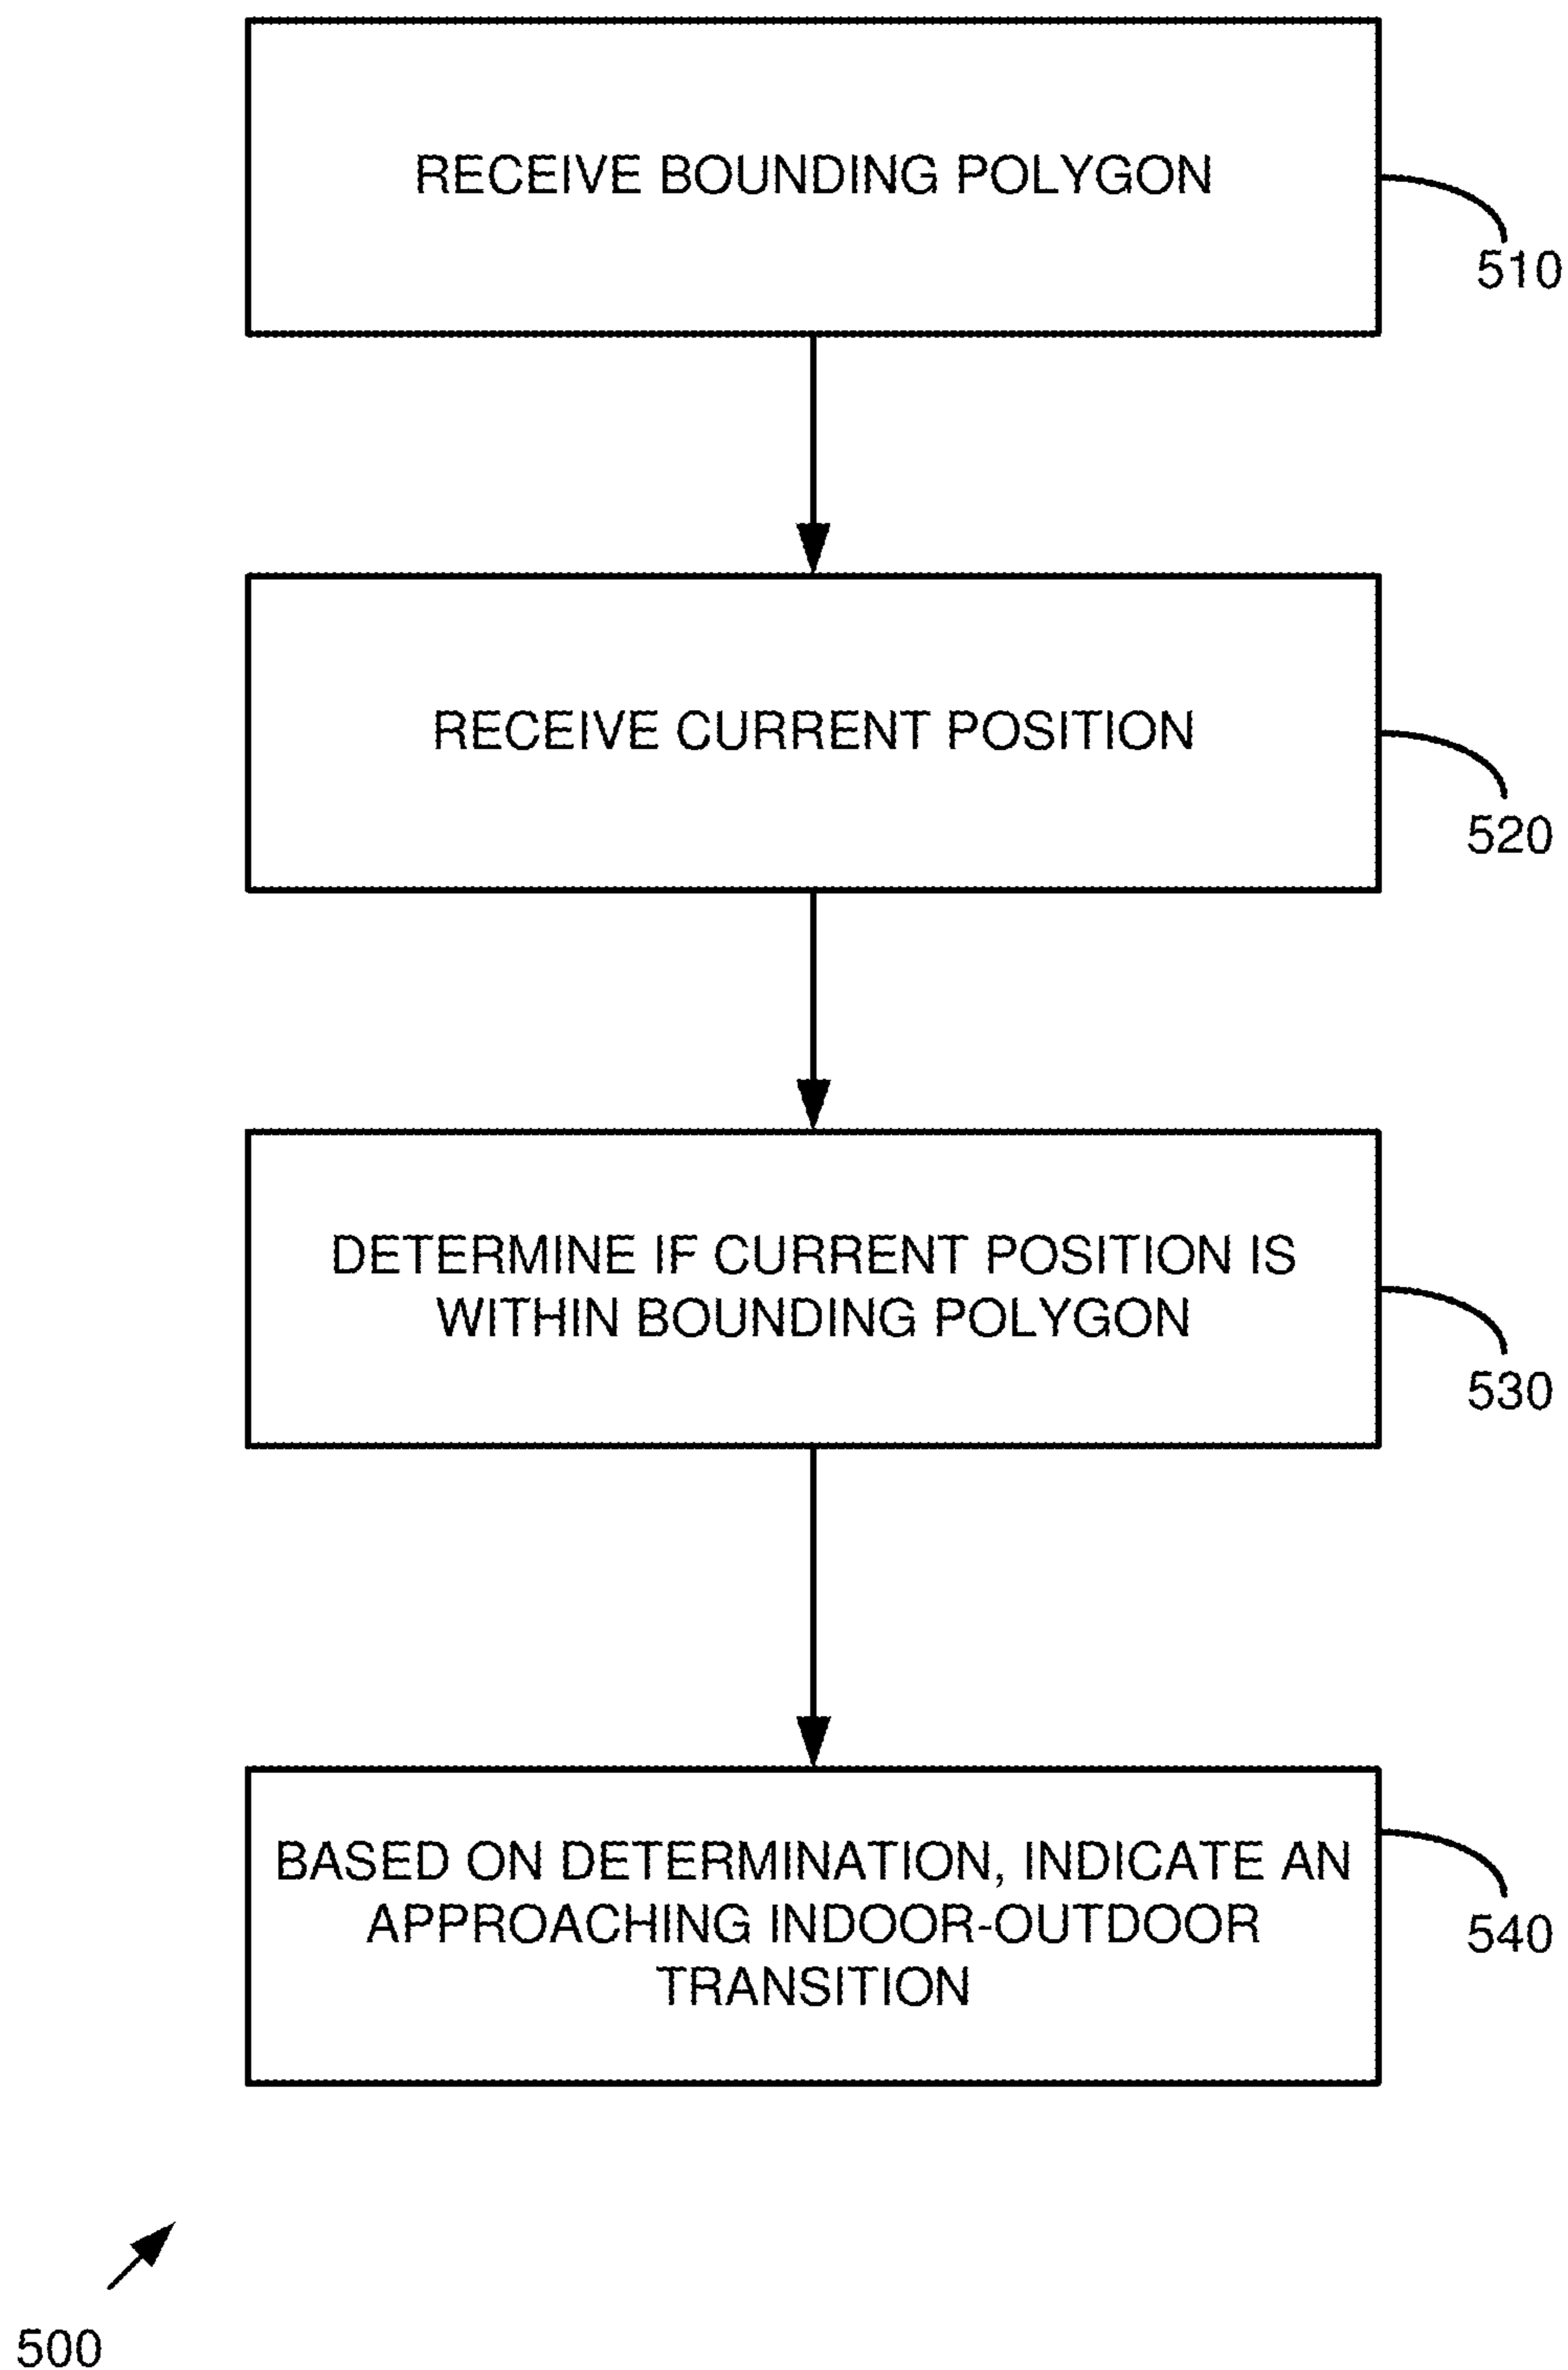 RECEIVE BOUNDING POLYGON
510
RECEIVE CURRENT POSITION
520
DETERMINE IF CURRENT POSITION IS
WITHIN BOUNDING POLYGON
530
BASED ON DETERMINATION, INDICATE AN
APPROACHING INDOOR-OUTDOOR
TRANSITION
540
500